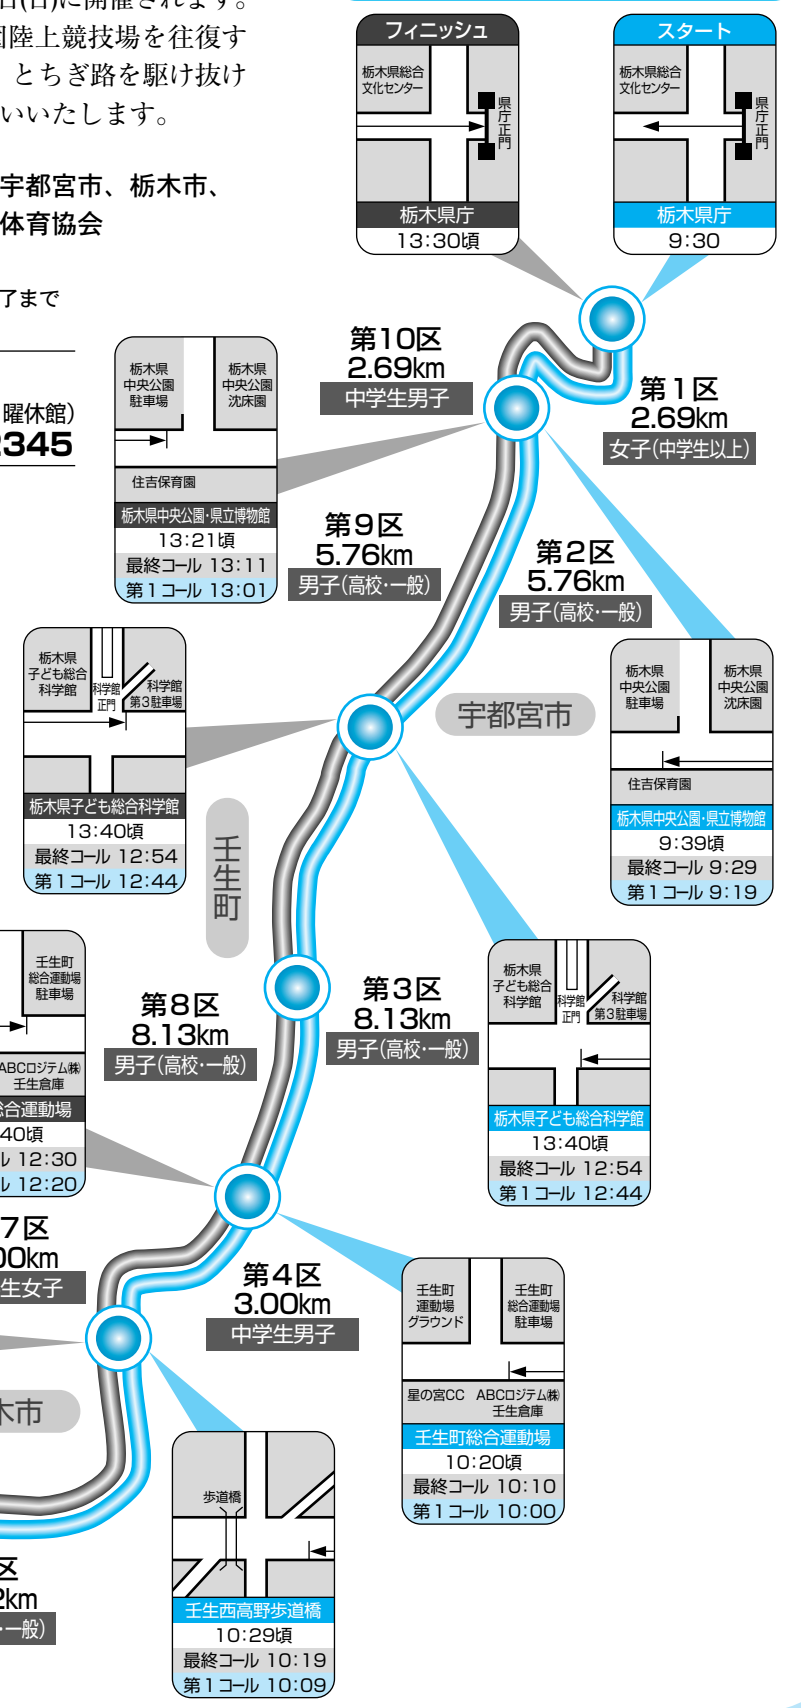 日(日)に開催されます。
陸上競技場を往復す
とちぎ路を駆け抜け
いいたします。
宇都宮市、栃木市、
体育協会
了まで
曜休館)
2345
フィニッシュ
栃木県総合
文化センター
県庁正門
栃木県庁
13:30頃
スタート
栃木県総合
文化センター
県庁正門
栃木県庁
9:30
第10区
2.69km
中学生男子
第1区
2.69km
女子(中学生以上)
栃木県
中央公園
駐車場
栃木県
中央公園
沈床園
住吉保育園
栃木県中央公園・県立博物館
13:21頃
最終コール 13:11
第1コール 13:01
第9区
5.76km
男子(高校・一般)
第2区
5.76km
男子(高校・一般)
栃木県
子ども総合
科学館
科学館
正門
科学館
第3駐車場
栃木県子ども総合科学館
13:40頃
最終コール 12:54
第1コール 12:44
宇都宮市
栃木県
中央公園
駐車場
栃木県
中央公園
沈床園
住吉保育園
栃木県中央公園・県立博物館
9:39頃
最終コール 9:29
第1コール 9:19
壬生町
壬生町
総合運動場
駐車場
ABCロジテム㈱
壬生倉庫
総合運動場
40頃
ル 12:30
ル 12:20
第8区
8.13km
男子(高校・一般)
第3区
8.13km
男子(高校・一般)
栃木県
子ども総合
科学館
科学館
正門
科学館
第3駐車場
栃木県子ども総合科学館
13:40頃
最終コール 12:54
第1コール 12:44
7区
00km
生女子
第4区
3.00km
中学生男子
壬生町
運動場
グラウンド
壬生町
総合運動場
駐車場
星の宮CC
ABCロジテム㈱
壬生倉庫
壬生町総合運動場
10:20頃
最終コール 10:10
第1コール 10:00
木市
歩道橋
壬生西高野歩道橋
10:29頃
最終コール 10:19
第1コール 10:09
区
2km
・一般)